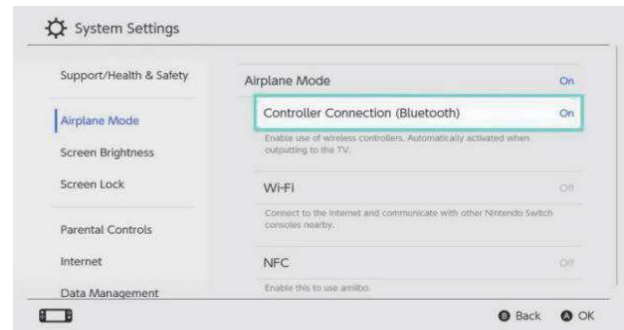 System Settings
Support/Health & Safety
Airplane Mode
Screen Brightness
Screen Lock
Parental Controls
Internet
Data Management
Airplane Mode On
Controller Connection (Bluetooth) On
Enable use of wireless controllers. Automatically activated when
outputting to the TV.
Wi-Fi Off
Connect to the Internet and communicate with other Nintendo Switch
consoles nearby.
NFC Off
Enable this to use amiibo.
B Back A OK